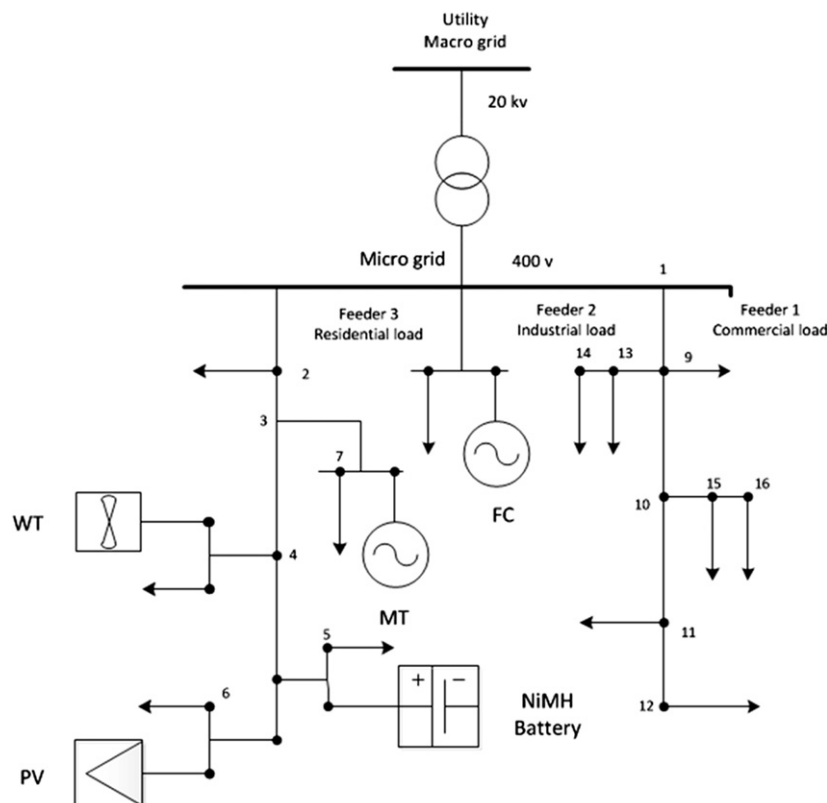 Utility
Macro grid
20 kv
Micro grid
400 v
1
Feeder 3
Residential load
Feeder 2
Industrial load
Feeder 1
Commercial load
2
14
13
9
3
7
FC
10
15
16
WT
4
MT
5
11
+
−
NiMH
Battery
6
12
PV